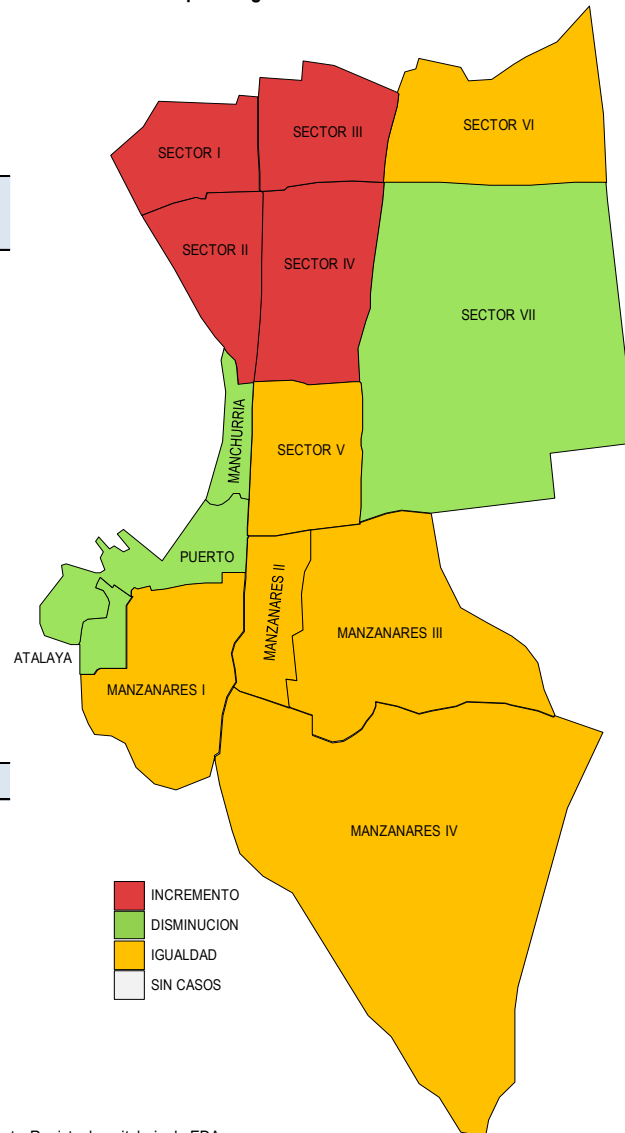 SECTOR VI
SECTOR III
SECTOR I
SECTOR II
SECTOR IV
SECTOR VII
MANCHURRIA
SECTOR V
PUERTO
MANZANARES II
MANZANARES III
ATALAYA
MANZANARES I
MANZANARES IV
INCREMENTO
DISMINUCION
IGUALDAD
SIN CASOS